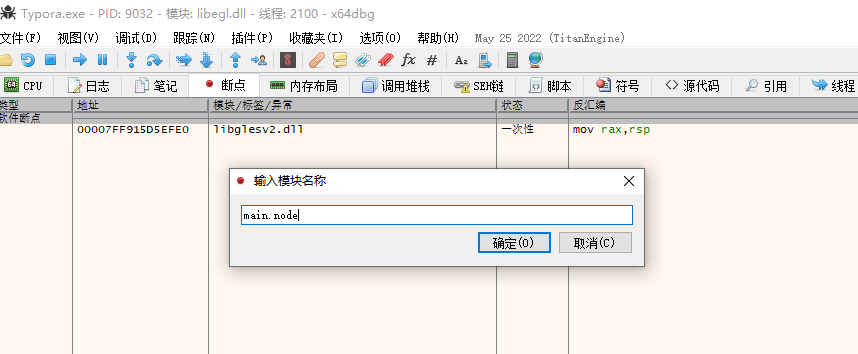 Typora.exe - PID: 9032 - 模块: libegl.dll - 线程: 2100 - x64dbg
文件(F) 视图(V) 调试(D) 跟踪(N) 插件(P) 收藏夹(I) 选项(O) 帮助(H) May 25 2022 (TitanEngine)
CPU 日志 笔记 断点 内存布局 调用堆栈 SEH链 脚本 符号 源代码 引用 线程
类型 地址 模块/标签/异常 状态 反汇编
软件断点
00007FF915D5EFE0 libglesv2.dll 一次性 mov rax,rsp
输入模块名称
main.node
确定(O) 取消(C)